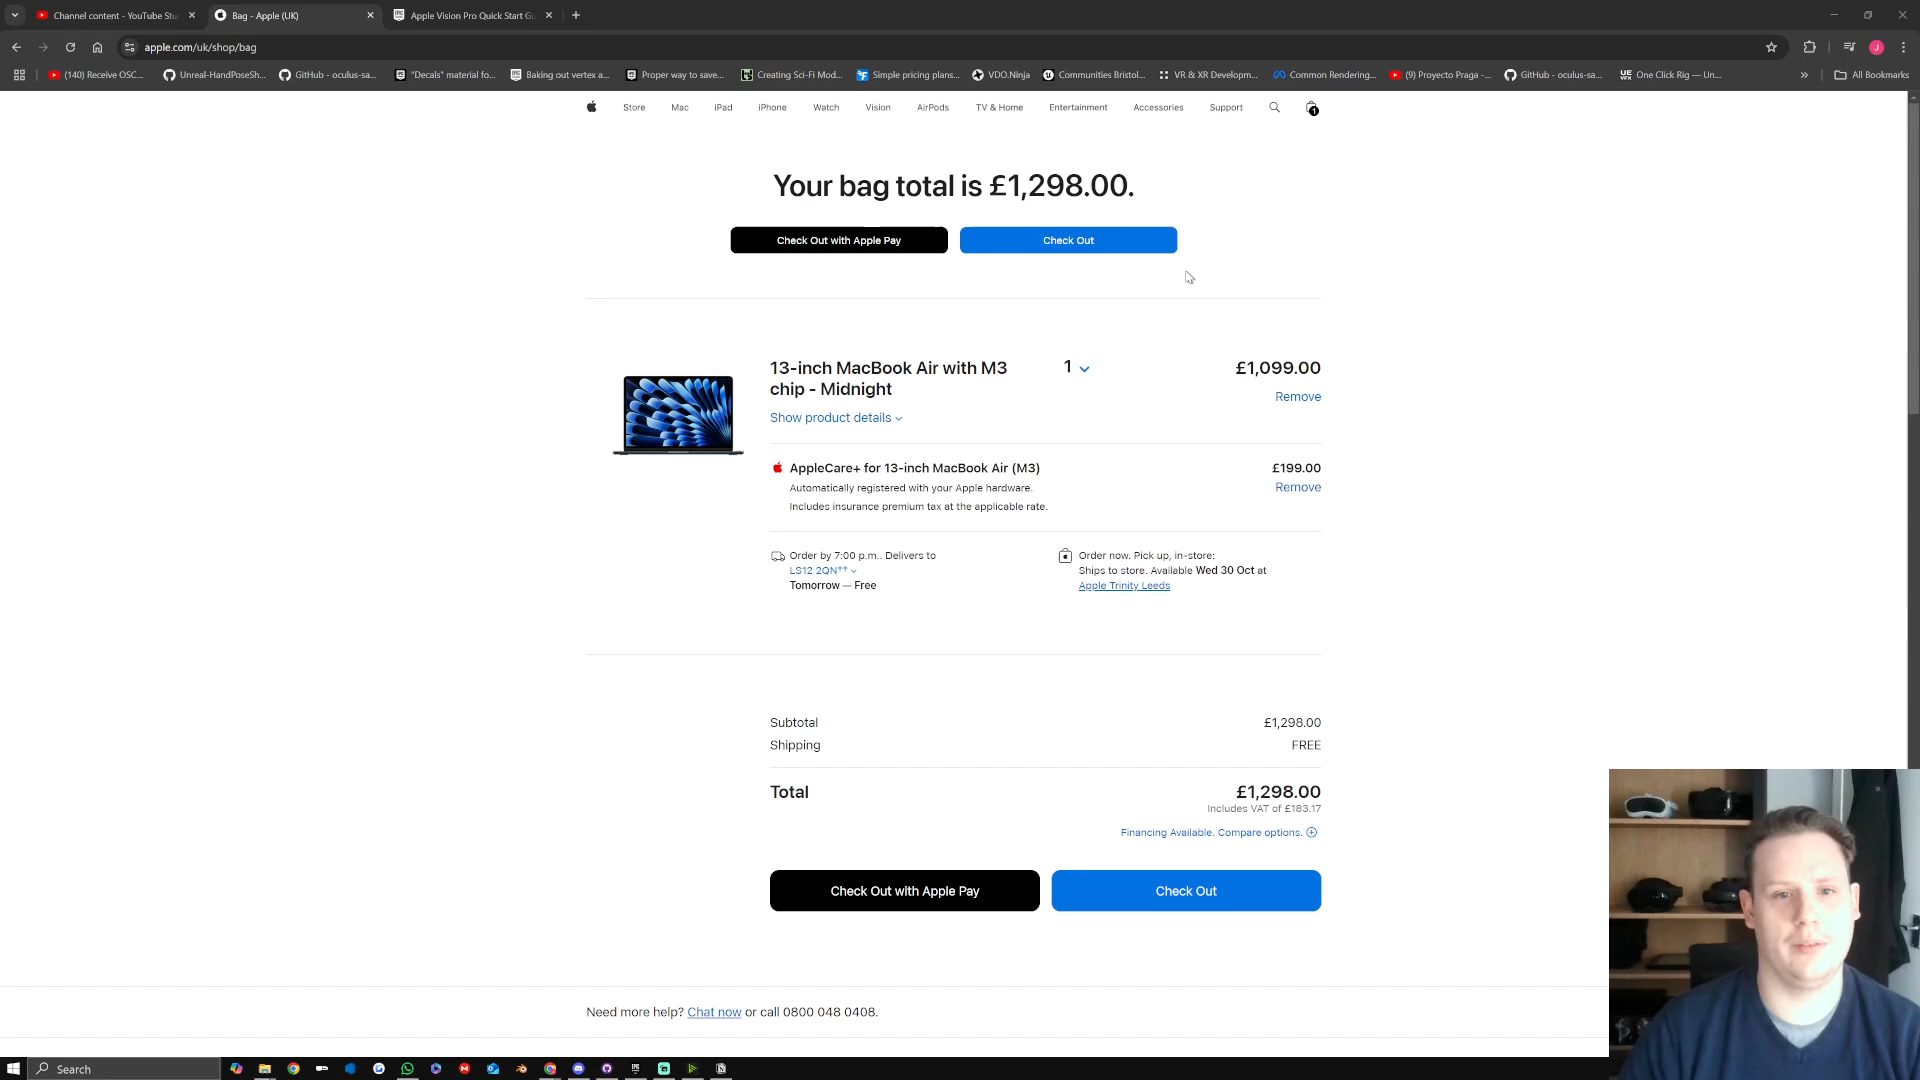 Channel content - YouTube Stu
Bag - Apple (UK)
Apple Vision Pro Quick Start Gu
apple.com/uk/shop/bag
(140) Receive OSC...
Unreal-HandPoseSh...
GitHub - oculus-sa...
"Decals" material fo...
Baking out vertex a...
Proper way to save...
Creating Sci-Fi Mod...
Simple pricing plans...
VDO.Ninja
Communities Bristol...
VR & XR Developm...
Common Rendering...
(9) Proyecto Praga -...
GitHub - oculus-sa...
One Click Rig — Un...
All Bookmarks
Store
Mac
iPad
iPhone
Watch
Vision
AirPods
TV & Home
Entertainment
Accessories
Support
1
Your bag total is £1,298.00.
Check Out with Apple Pay
Check Out
13-inch MacBook Air with M3
chip - Midnight
1
£1,099.00
Remove
Show product details
AppleCare+ for 13-inch MacBook Air (M3)
£199.00
Automatically registered with your Apple hardware.
Remove
Includes insurance premium tax at the applicable rate.
Order by 7:00 p.m.. Delivers to
LS12 2QN††
Tomorrow — Free
Order now. Pick up, in-store:
Ships to store. Available Wed 30 Oct at
Apple Trinity Leeds
Subtotal
£1,298.00
Shipping
FREE
Total
£1,298.00
Includes VAT of £183.17
Financing Available. Compare options.
Check Out with Apple Pay
Check Out
Need more help? Chat now or call 0800 048 0408.
Search